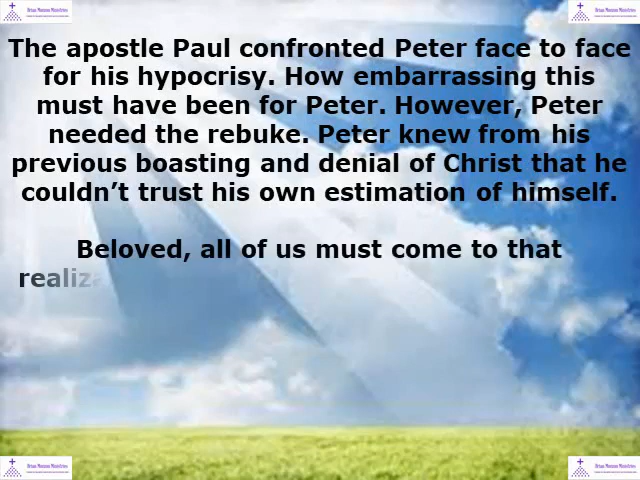 The apostle Paul confronted Peter face to face
for his hypocrisy. How embarrassing this
must have been for Peter. However, Peter
needed the rebuke. Peter knew from his
previous boasting and denial of Christ that he
couldn’t trust his own estimation of himself.
Beloved, all of us must come to that
realiza